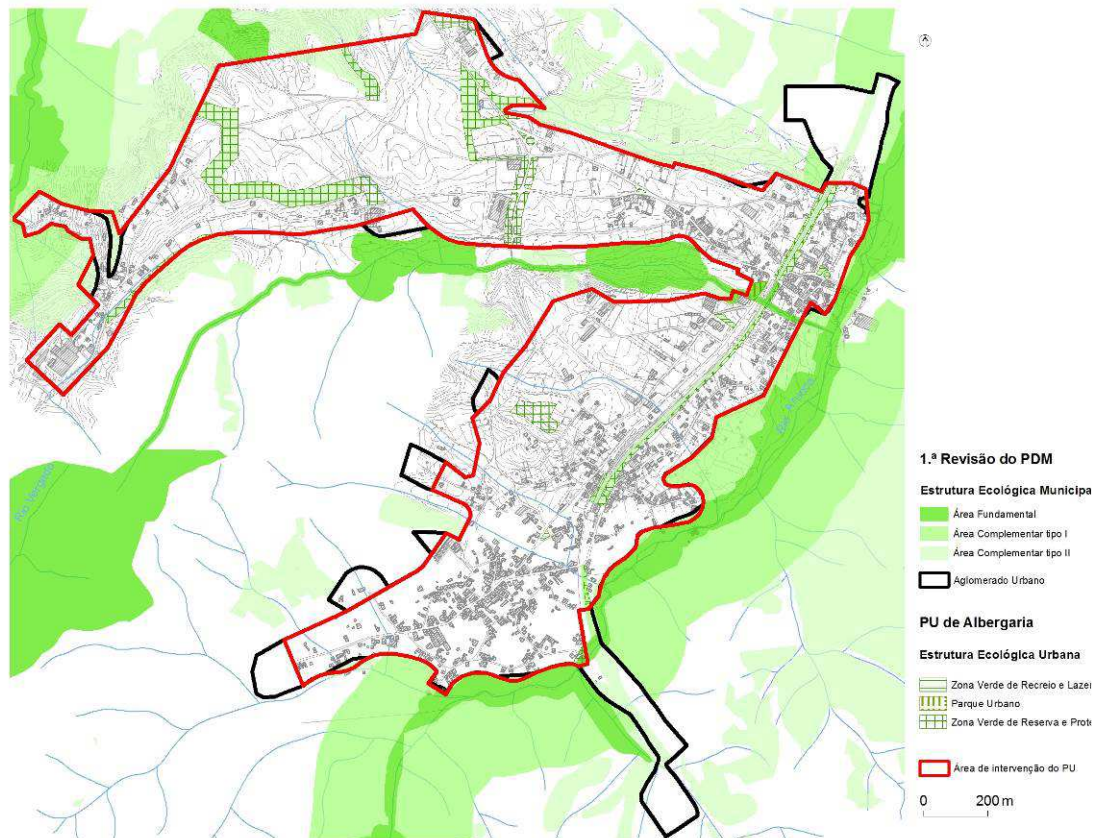 1.ª Revisão do PDM
Estrutura Ecológica Municipa
Área Fundamental
Área Complementar tipo I
Área Complementar tipo II
Aglomerado Urbano
PU de Albergaria
Estrutura Ecológica Urbana
Zona Verde de Recreio e Lazer
Parque Urbano
Zona Verde de Reserva e Prote
Área de intervenção do PU
0 200 m
Rio
Rio